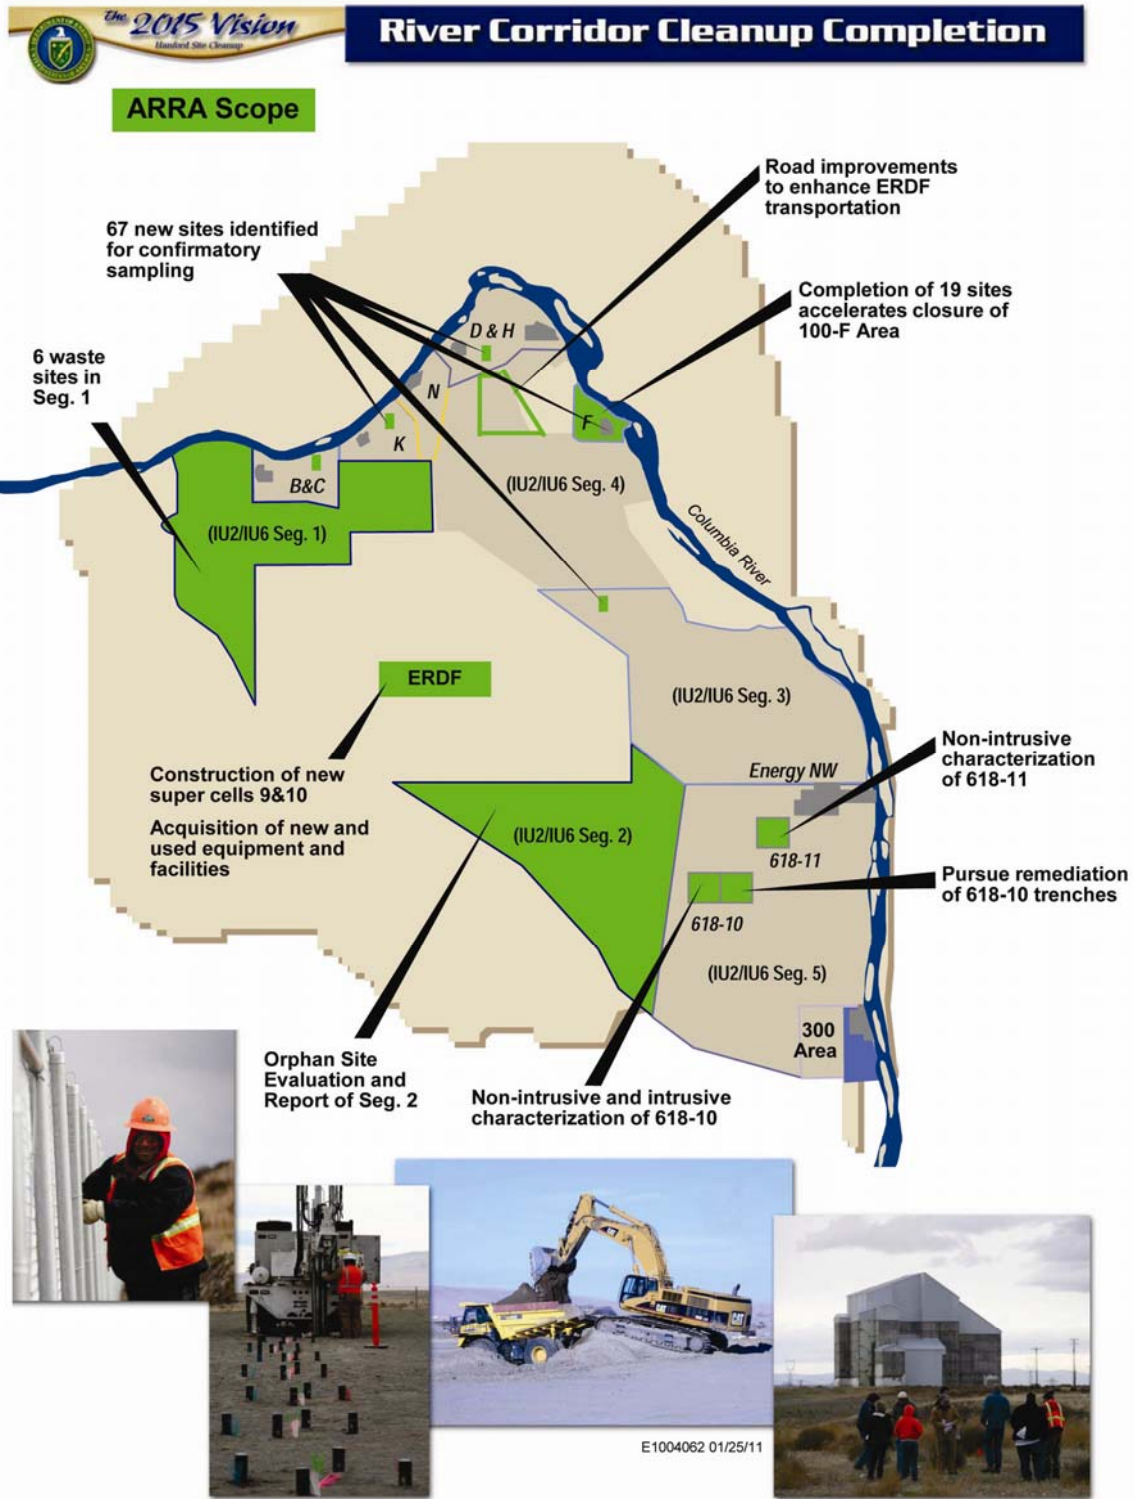 the 2015 Vision
Hanford Site Cleanup
River Corridor Cleanup Completion
ARRA Scope
Road improvements
to enhance ERDF
transportation
67 new sites identified
for confirmatory
sampling
Completion of 19 sites
accelerates closure of
100-F Area
D & H
6 waste
sites in
Seg. 1
N
F
K
B&C
(IU2/IU6 Seg. 4)
(IU2/IU6 Seg. 1)
Columbia River
ERDF
(IU2/IU6 Seg. 3)
Non-intrusive
characterization
of 618-11
Energy NW
Construction of new
super cells 9&10
Acquisition of new and
used equipment and
facilities
(IU2/IU6 Seg. 2)
618-11
Pursue remediation
of 618-10 trenches
618-10
(IU2/IU6 Seg. 5)
300
Area
Orphan Site
Evaluation and
Report of Seg. 2
Non-intrusive and intrusive
characterization of 618-10
CAT
CAT
E1004062 01/25/11